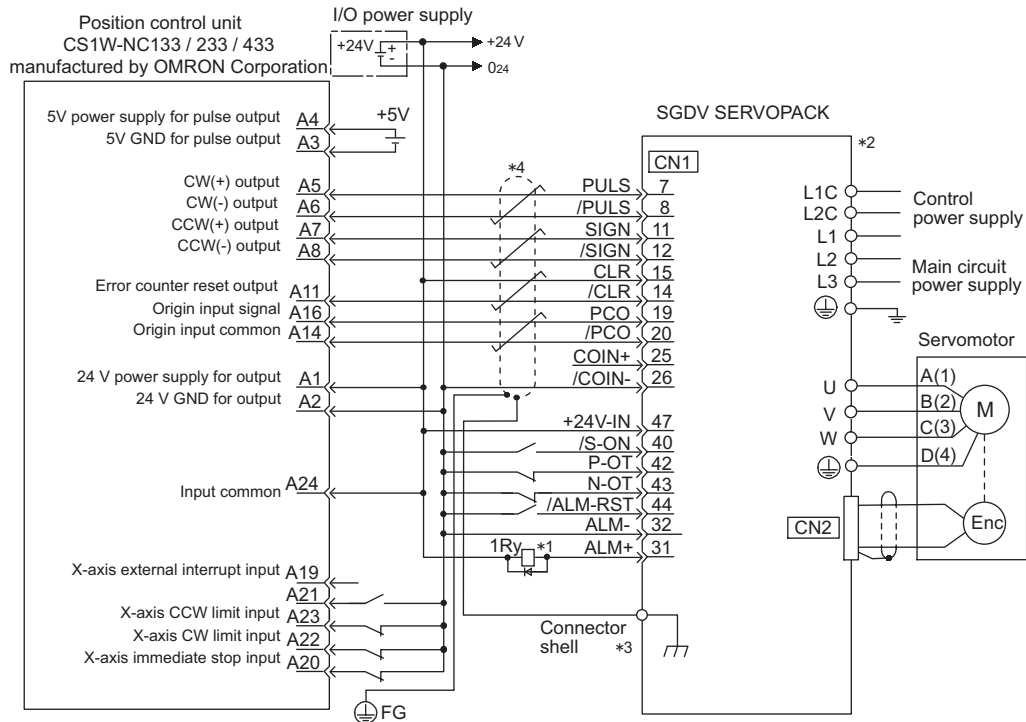 Position control unit
CS1W-NC133 / 233 / 433
manufactured by OMRON Corporation
I/O power supply
+24V
+
-
+24 V
024
5V power supply for pulse output A4
+5V
5V GND for pulse output A3
CW(+) output A5
CW(-) output A6
CCW(+) output A7
CCW(-) output A8
Error counter reset output A11
Origin input signal A16
Origin input common A14
24 V power supply for output A1
24 V GND for output A2
Input common A24
X-axis external interrupt input A19
A21
X-axis CCW limit input A23
X-axis CW limit input A22
X-axis immediate stop input A20
FG
*4
SGDV SERVOPACK
CN1
*2
PULS 7
/PULS 8
SIGN 11
/SIGN 12
CLR 15
/CLR 14
PCO 19
/PCO 20
COIN+ 25
/COIN- 26
+24V-IN 47
/S-ON 40
P-OT 42
N-OT 43
/ALM-RST 44
ALM- 32
1Ry *1 ALM+ 31
Connector
shell *3
L1C
L2C
Control
power supply
L1
L2
L3
Main circuit
power supply
Servomotor
U A(1)
V B(2)
W C(3)
D(4)
M
CN2
Enc